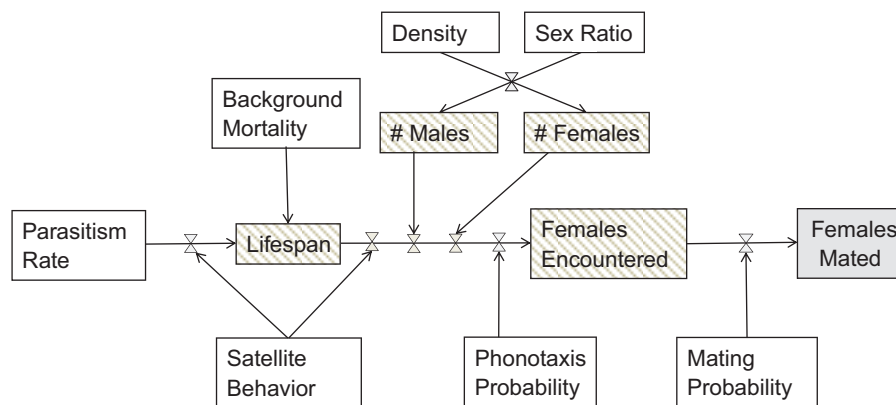 Density
Sex Ratio
Background
Mortality
# Males
# Females
Parasitism
Rate
Lifespan
Females
Encountered
Females
Mated
Satellite
Behavior
Phonotaxis
Probability
Mating
Probability